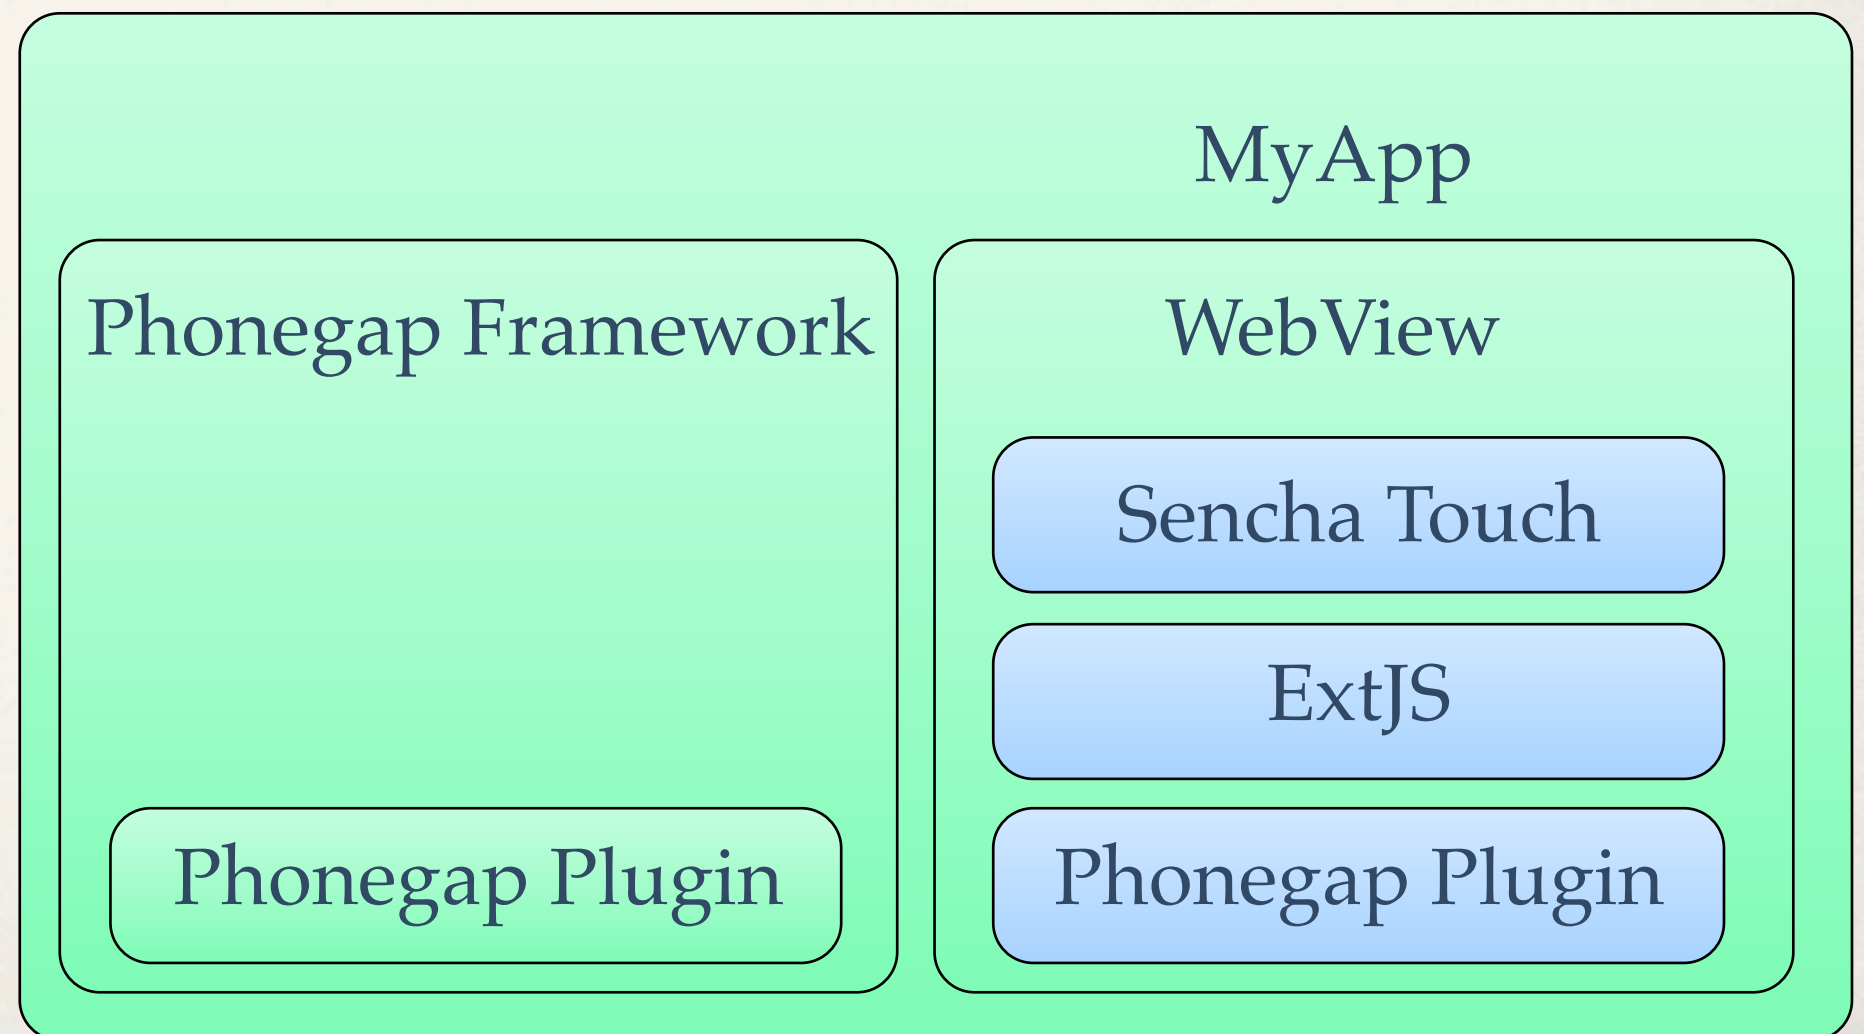 MyApp
Phonegap Framework
Phonegap Plugin
WebView
Sencha Touch
ExtJS
Phonegap Plugin